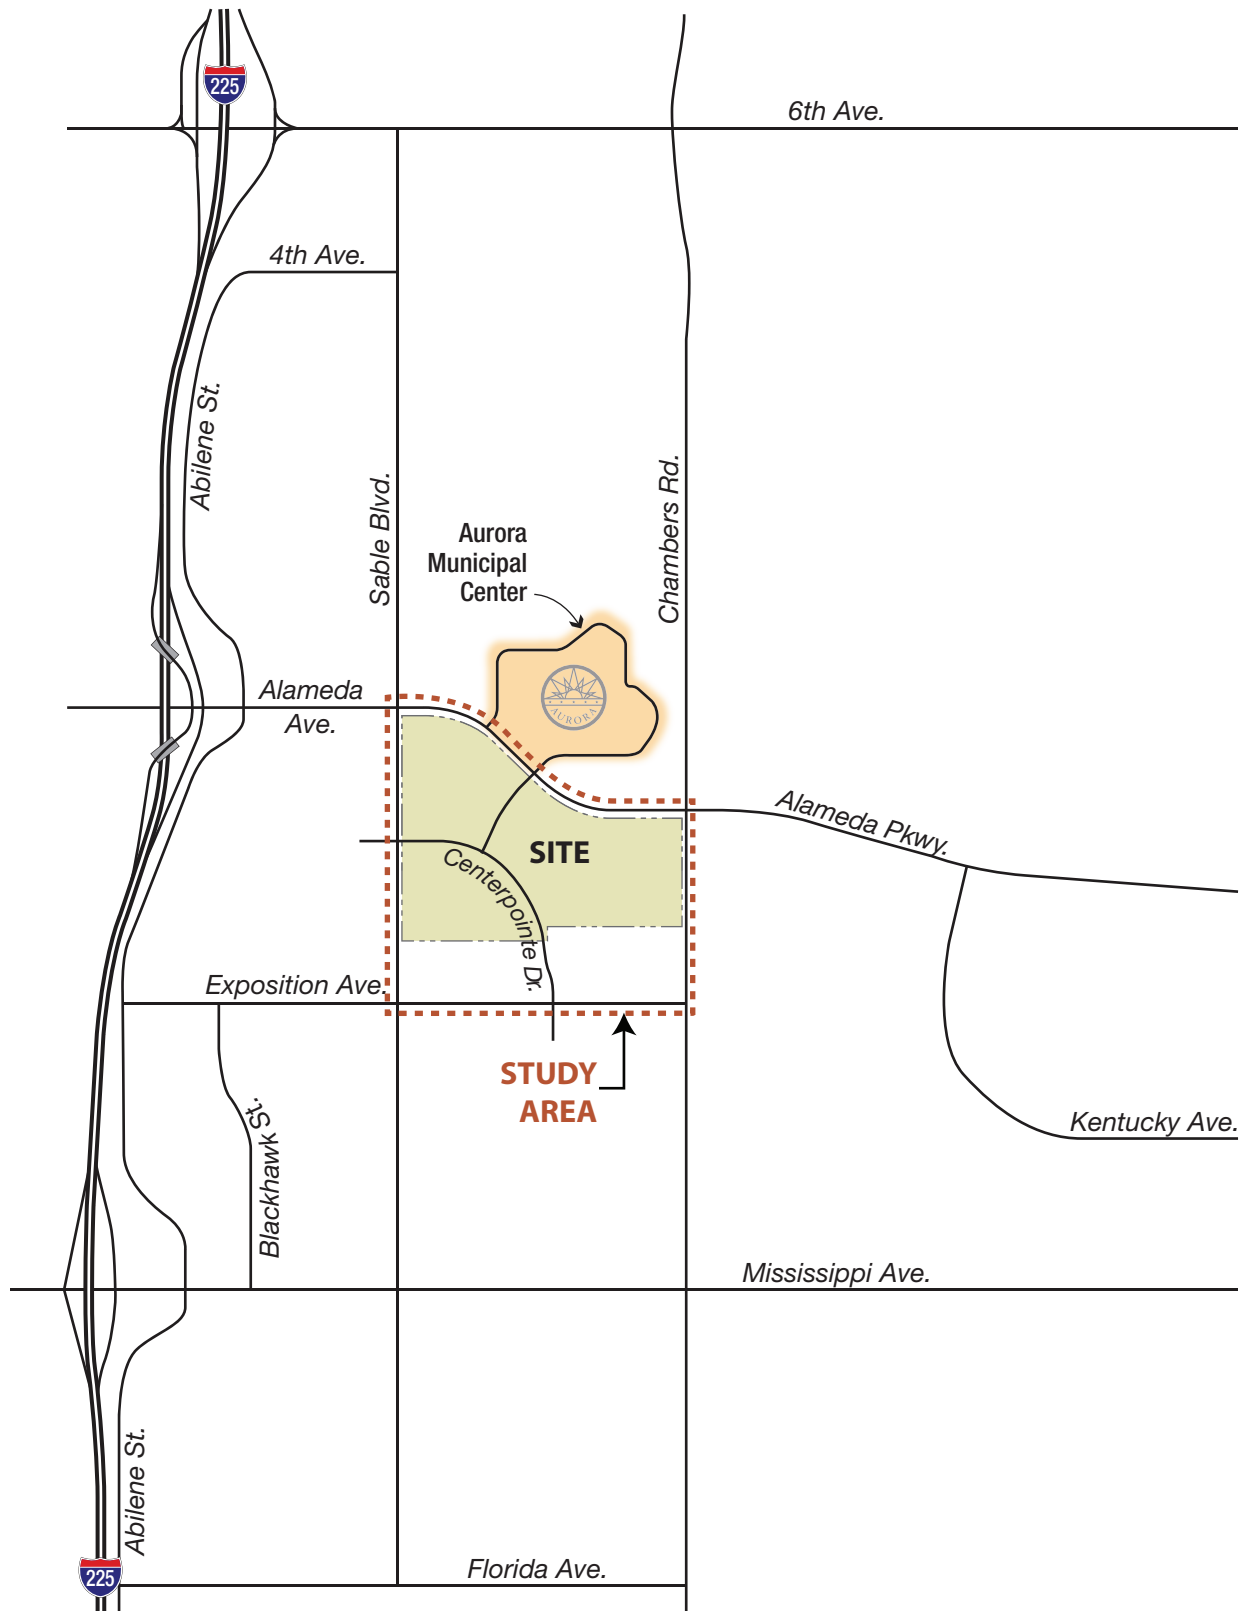 225
6th Ave.
4th Ave.
Abilene St.
Sable Blvd.
Chambers Rd.
Aurora
Municipal
Center
AURORA
Alameda
Ave.
Alameda Pkwy.
SITE
Centerpointe Dr.
Exposition Ave.
STUDY
AREA
Blackhawk St.
Kentucky Ave.
Mississippi Ave.
Abilene St.
Florida Ave.
225